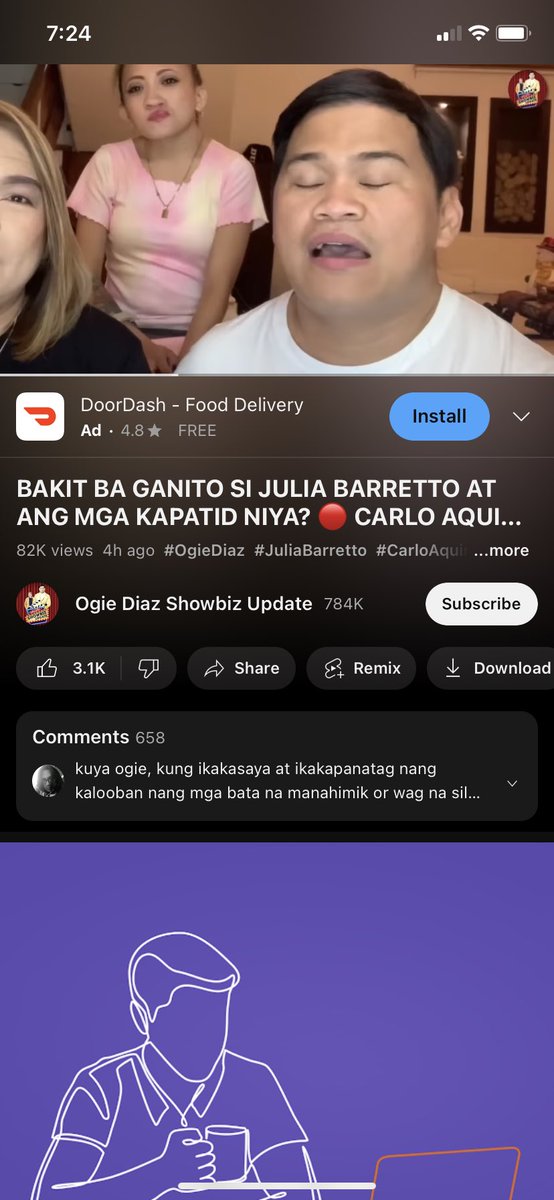 7:24
DoorDash - Food Delivery
Ad · 4.8★ FREE
Install
BAKIT BA GANITO SI JULIA BARRETTO AT
ANG MGA KAPATID NIYA? 🔴 CARLO AQUI...
82K views 4h ago #OgieDiaz #JuliaBarretto #CarloAquin ...more
Ogie Diaz Showbiz Update 784K
Subscribe
3.1K
Share
Remix
Download
Comments 658
kuya ogie, kung ikakasaya at ikakapanatag nang
kalooban nang mga bata na manahimik or wag na sil...